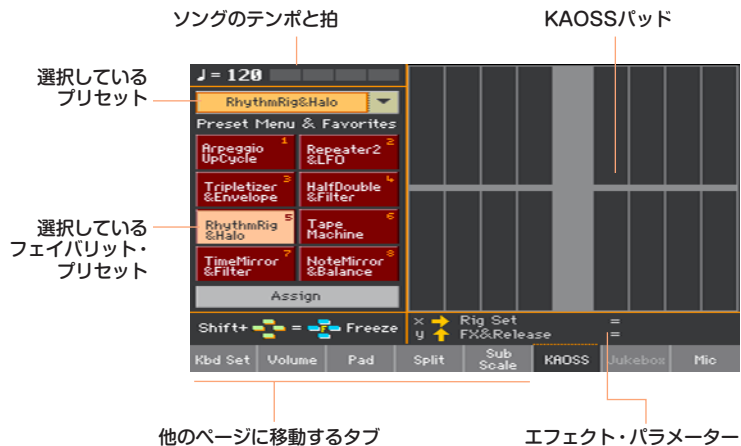 ソングのテンポと拍
KAOSSパッド
選択している
プリセット
♩= 120
RhythmRig&Halo
Preset Menu & Favorites
Arpeggio
UpCycle
1
Repeater2
&LFO
2
Tripletizer
&Envelope
3
HalfDouble
&Filter
4
選択している
フェイバリット・
プリセット
RhythmRig
&Halo
5
Tape
Machine
6
TimeMirror
&Filter
7
NoteMirror
&Balance
8
Assign
Shift+ = F Freeze
x → Rig Set =
y ↑ FX&Release =
Kbd Set
Volume
Pad
Split
Sub
Scale
KAOSS
Jukebox
Mic
他のページに移動するタブ
エフェクト・パラメーター